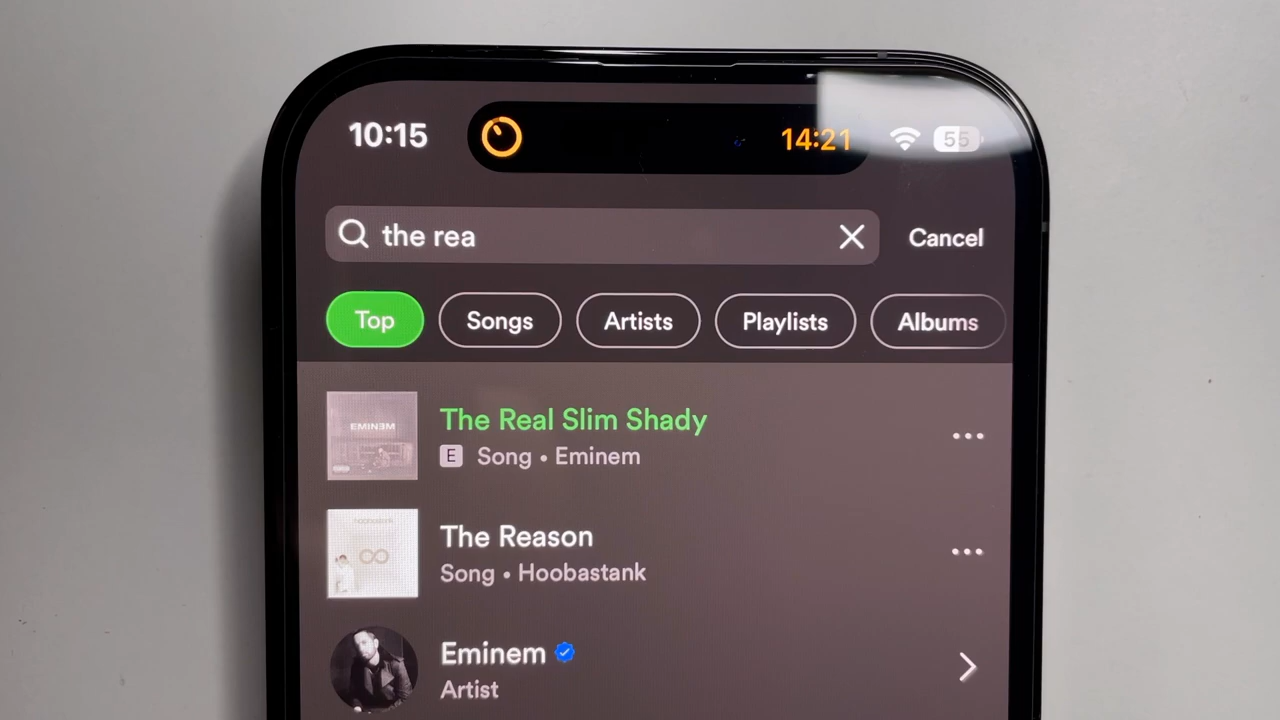 10:15 14:21 55
the rea Cancel
Top Songs Artists Playlists Albums
EMINEM
The Real Slim Shady
E Song • Eminem
The Reason
Song • Hoobastank
Eminem
Artist